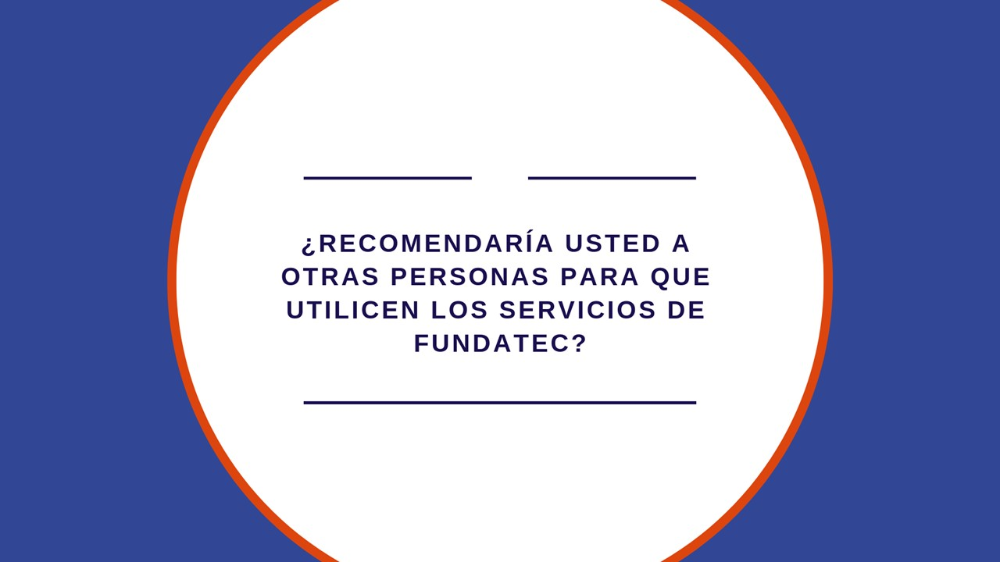 ¿RECOMENDARÍA USTED A
OTRAS PERSONAS PARA QUE
UTILICEN LOS SERVICIOS DE
FUNDATEC?